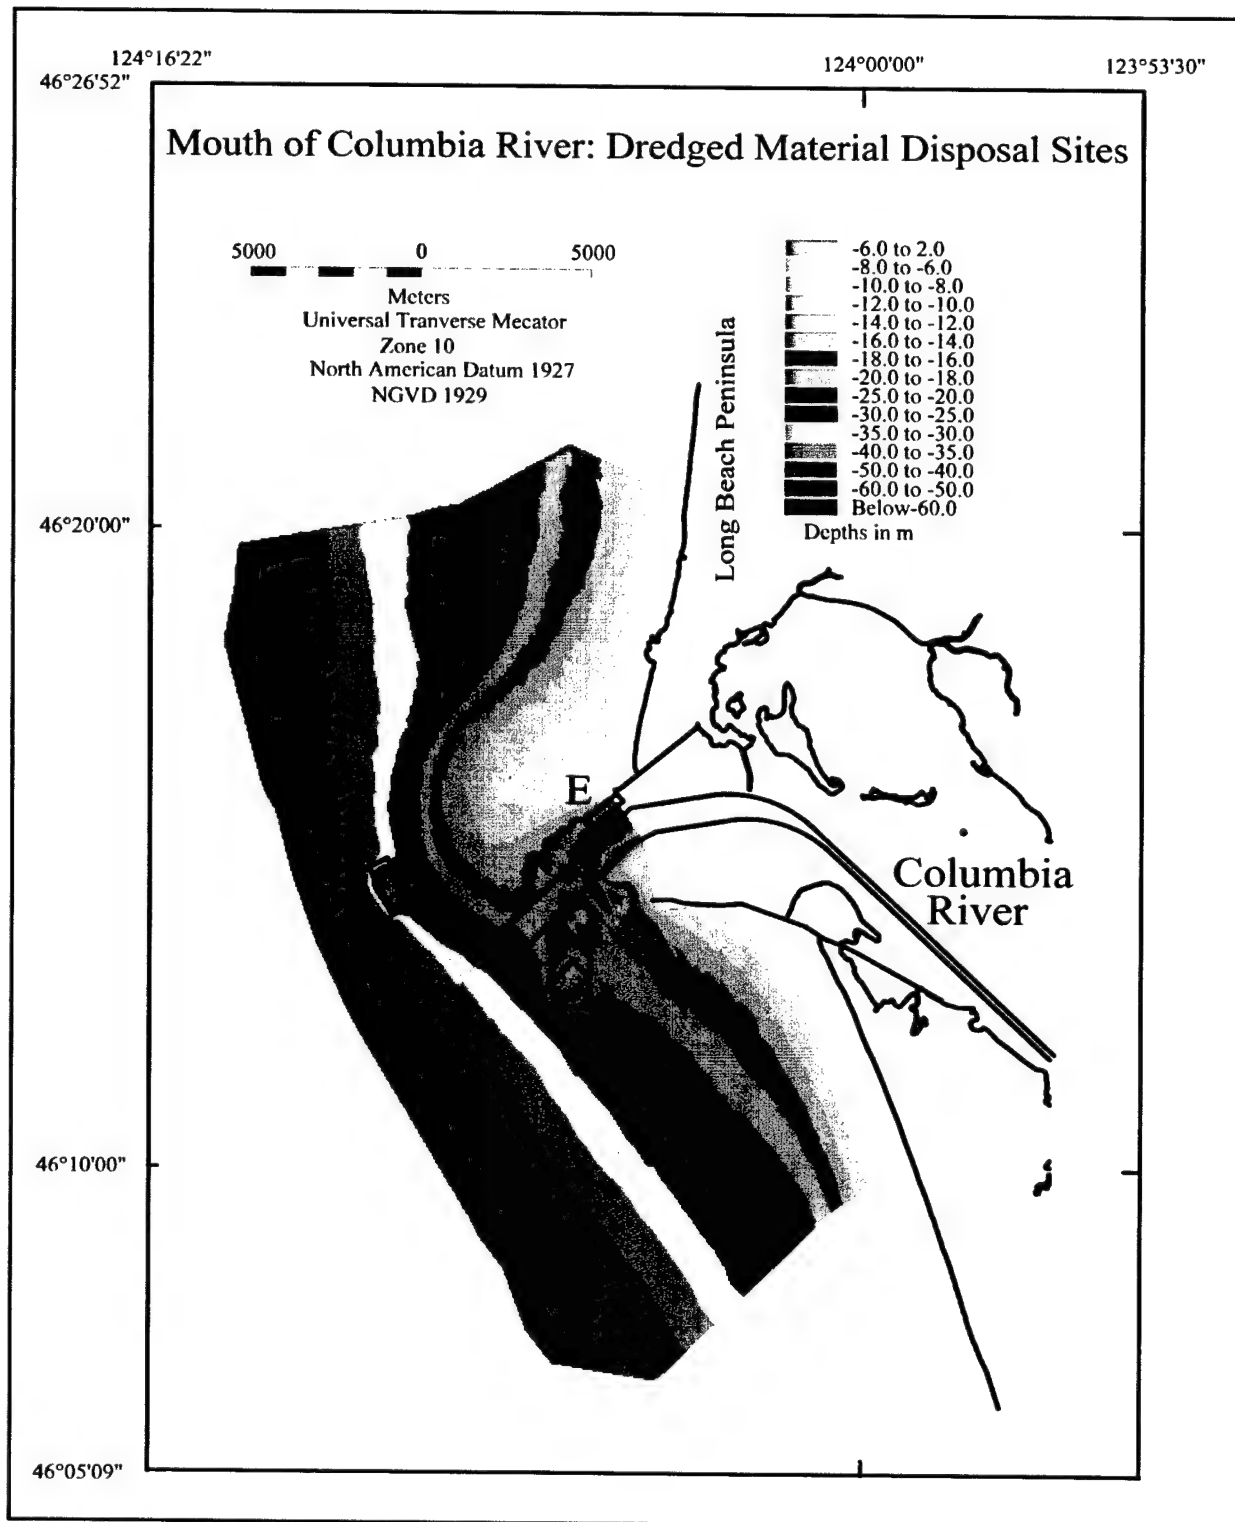 124°16'22"
124°00'00"
123°53'30"
46°26'52"
Mouth of Columbia River: Dredged Material Disposal Sites
5000 0 5000
Meters
Universal Tranverse Mecator
Zone 10
North American Datum 1927
NGVD 1929
-6.0 to 2.0
-8.0 to -6.0
-10.0 to -8.0
-12.0 to -10.0
-14.0 to -12.0
-16.0 to -14.0
-18.0 to -16.0
-20.0 to -18.0
-25.0 to -20.0
-30.0 to -25.0
-35.0 to -30.0
-40.0 to -35.0
-50.0 to -40.0
-60.0 to -50.0
Below-60.0
Depths in m
Long Beach Peninsula
46°20'00"
E
Columbia
River
46°10'00"
46°05'09"